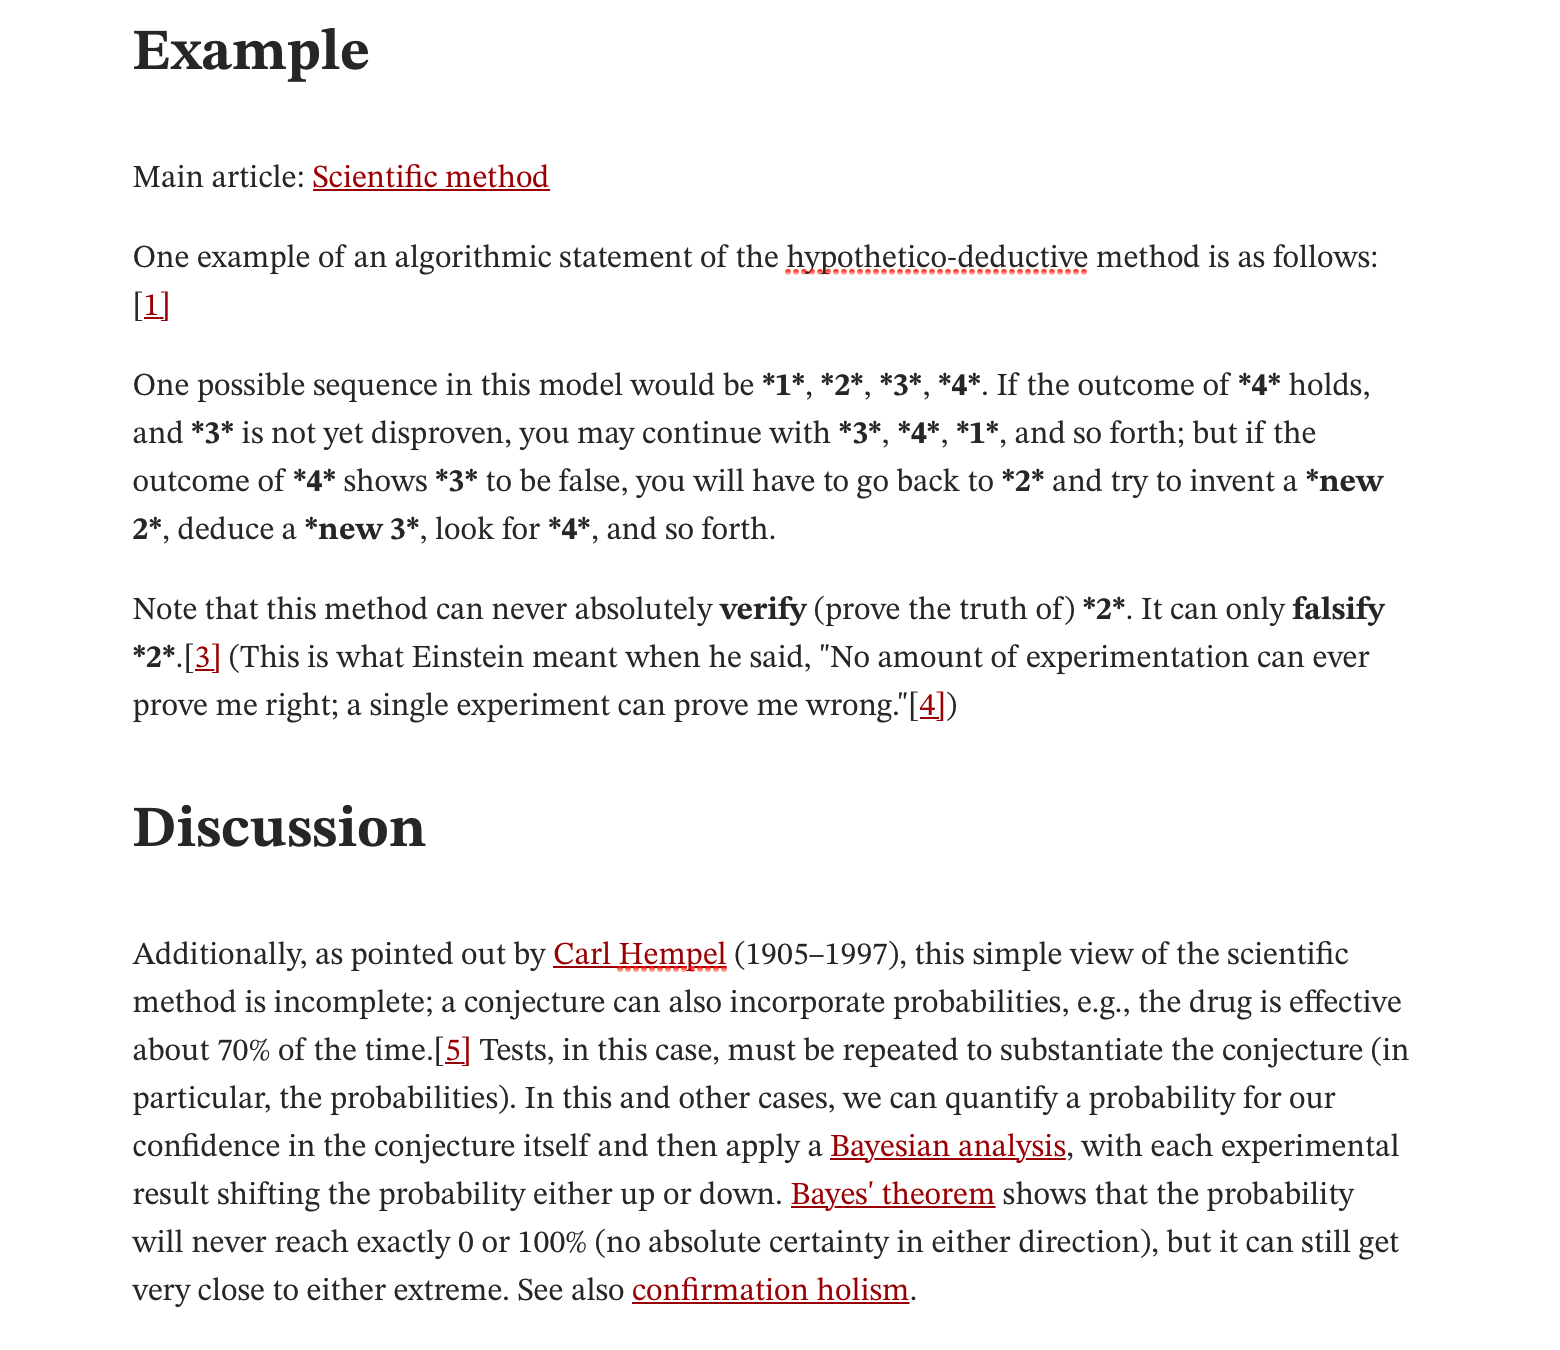 Example
Main article: Scientific method
One example of an algorithmic statement of the hypothetico-deductive method is as follows:
[1]
One possible sequence in this model would be *1*, *2*, *3*, *4*. If the outcome of *4* holds,
and *3* is not yet disproven, you may continue with *3*, *4*, *1*, and so forth; but if the
outcome of *4* shows *3* to be false, you will have to go back to *2* and try to invent a *new
2*, deduce a *new 3*, look for *4*, and so forth.
Note that this method can never absolutely verify (prove the truth of) *2*. It can only falsify
*2*.[3] (This is what Einstein meant when he said, "No amount of experimentation can ever
prove me right; a single experiment can prove me wrong."[4])
Discussion
Additionally, as pointed out by Carl Hempel (1905–1997), this simple view of the scientific
method is incomplete; a conjecture can also incorporate probabilities, e.g., the drug is effective
about 70% of the time.[5] Tests, in this case, must be repeated to substantiate the conjecture (in
particular, the probabilities). In this and other cases, we can quantify a probability for our
confidence in the conjecture itself and then apply a Bayesian analysis, with each experimental
result shifting the probability either up or down. Bayes' theorem shows that the probability
will never reach exactly 0 or 100% (no absolute certainty in either direction), but it can still get
very close to either extreme. See also confirmation holism.